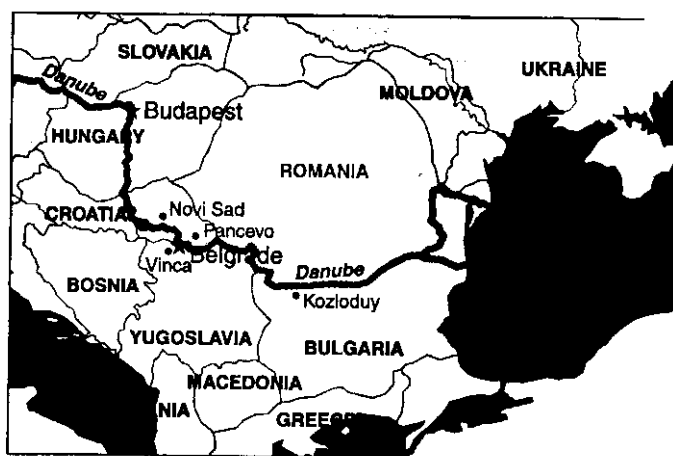 SLOVAKIA
UKRAINE
Danube
MOLDOVA
Budapest
HUNGARY
ROMANIA
Novi Sad
CROATIA
Pancevo
Belgrade
Vinca
Danube
BOSNIA
Kozloduy
YUGOSLAVIA
BULGARIA
MACEDONIA
NIA